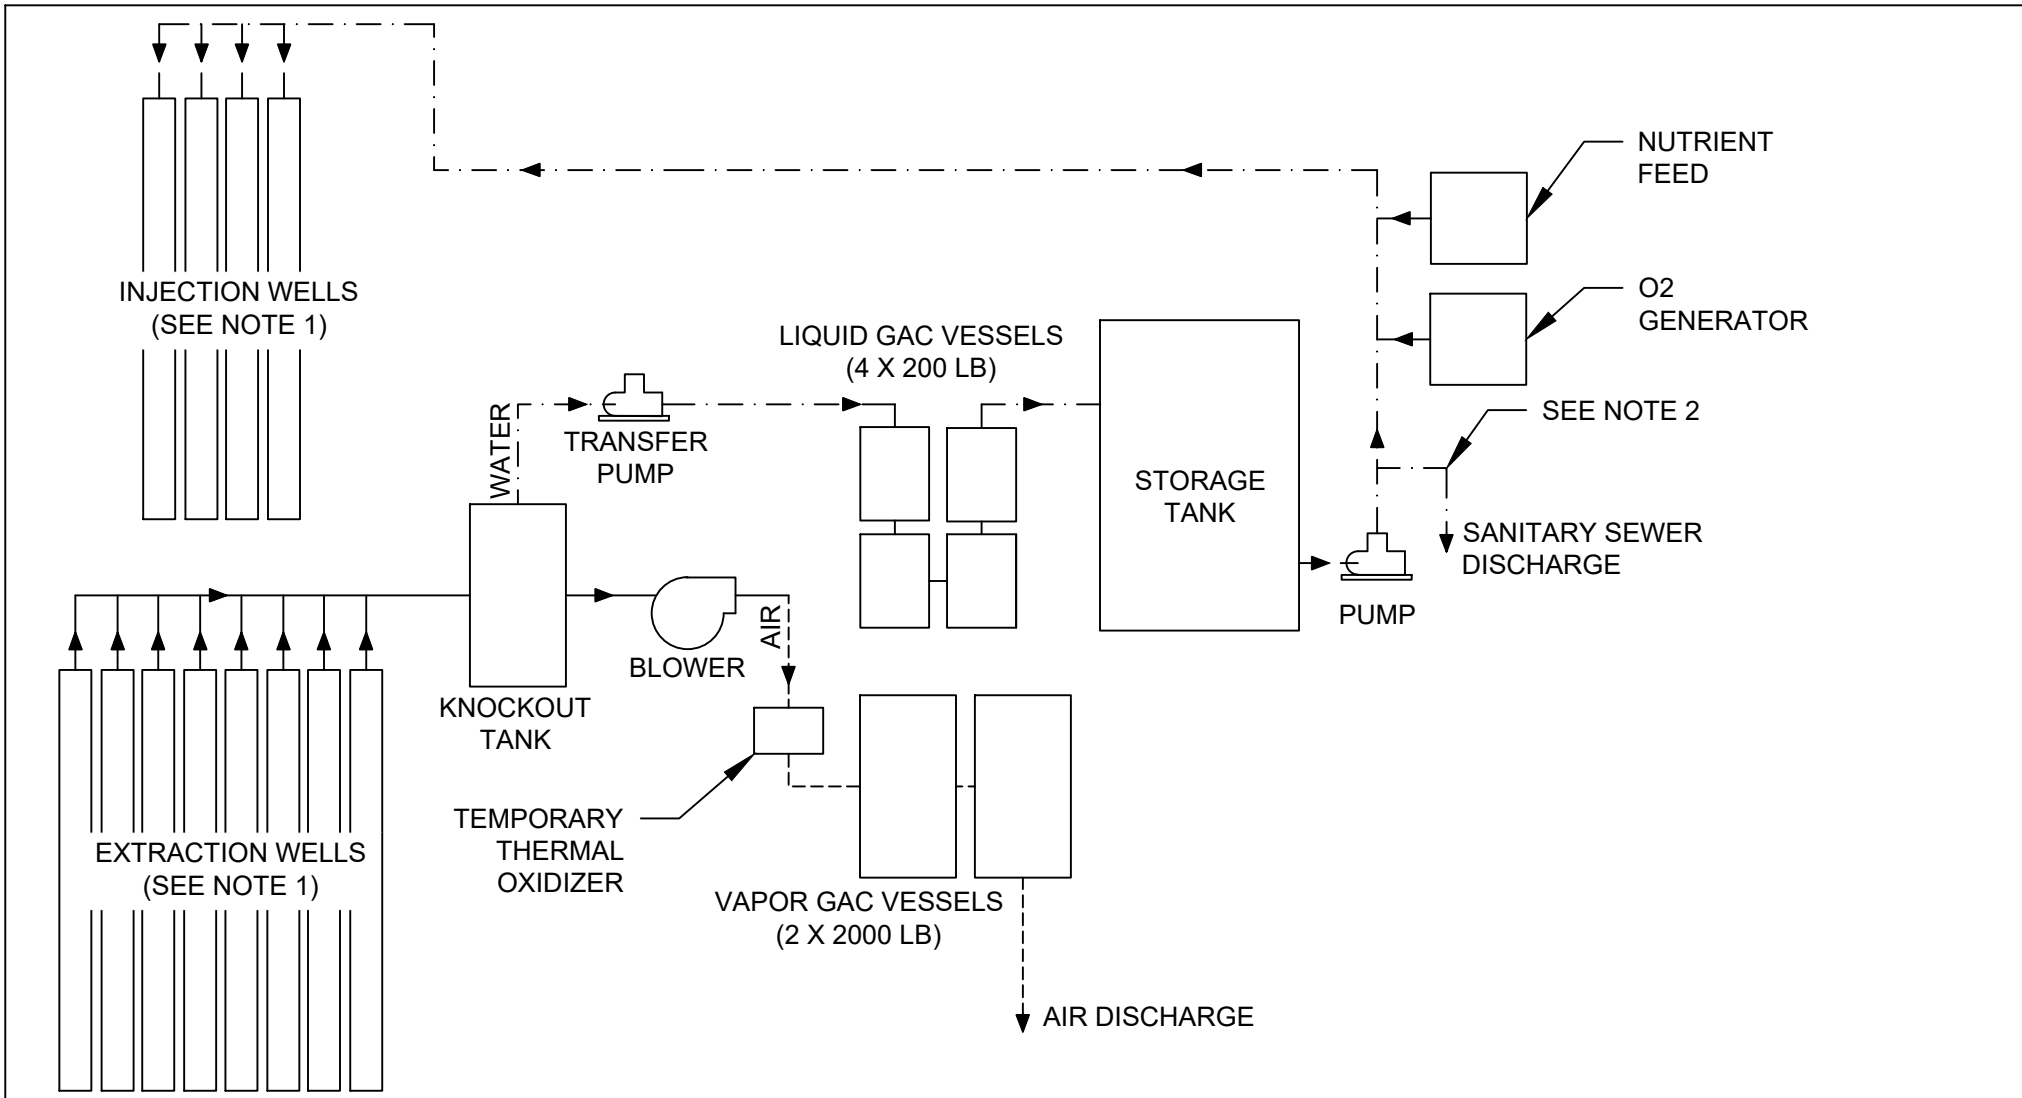 NUTRIENT
FEED
INJECTION WELLS
(SEE NOTE 1)
O2
GENERATOR
LIQUID GAC VESSELS
(4 X 200 LB)
SEE NOTE 2
WATER
TRANSFER
PUMP
STORAGE
TANK
SANITARY SEWER
DISCHARGE
PUMP
AIR
BLOWER
KNOCKOUT
TANK
TEMPORARY
THERMAL
OXIDIZER
EXTRACTION WELLS
(SEE NOTE 1)
VAPOR GAC VESSELS
(2 X 2000 LB)
AIR DISCHARGE